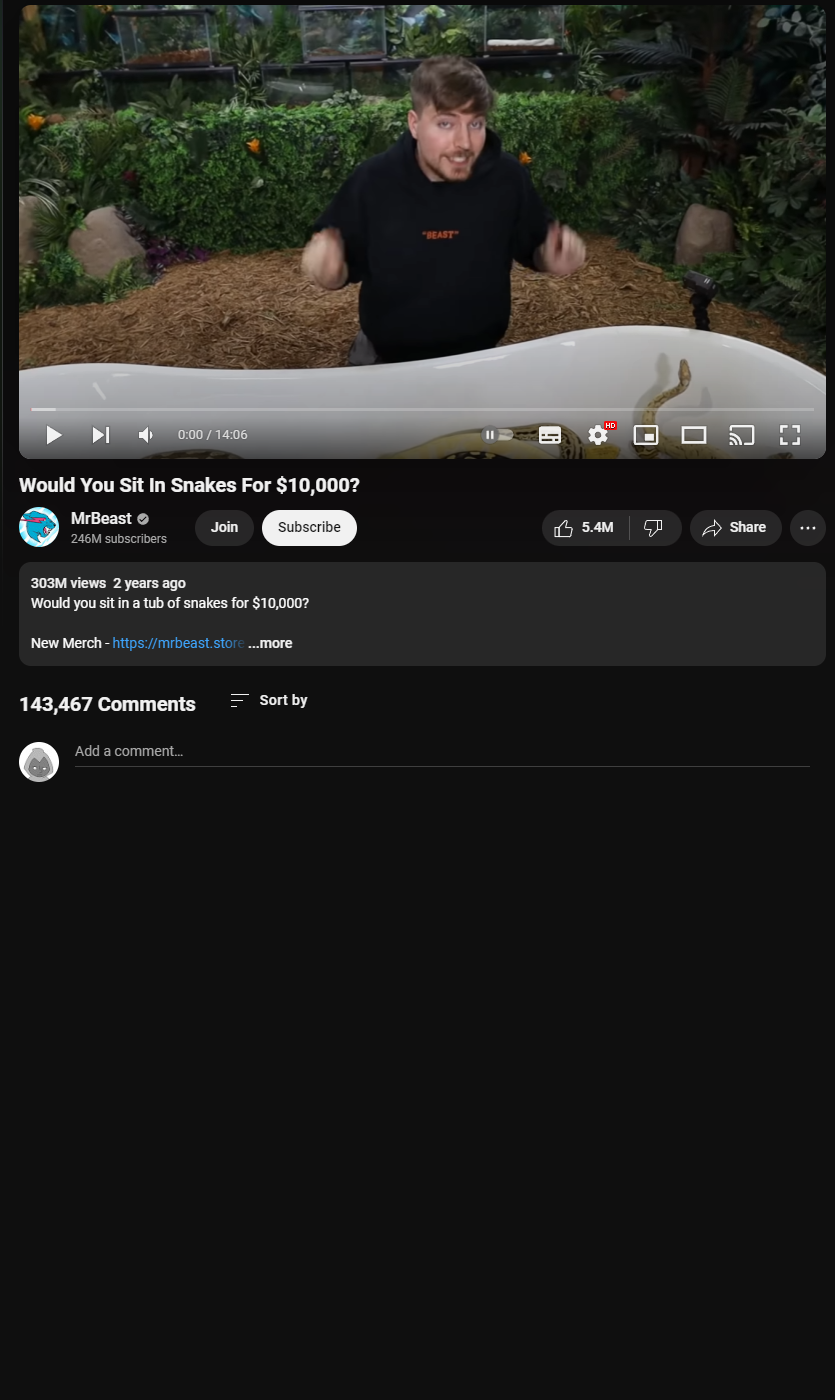 "BEAST"
0:00 / 14:06
HD
Would You Sit In Snakes For $10,000?
MrBeast
246M subscribers
Join
Subscribe
5.4M
Share
303M views 2 years ago
Would you sit in a tub of snakes for $10,000?
New Merch - https://mrbeast.store ...more
143,467 Comments
Sort by
Add a comment...